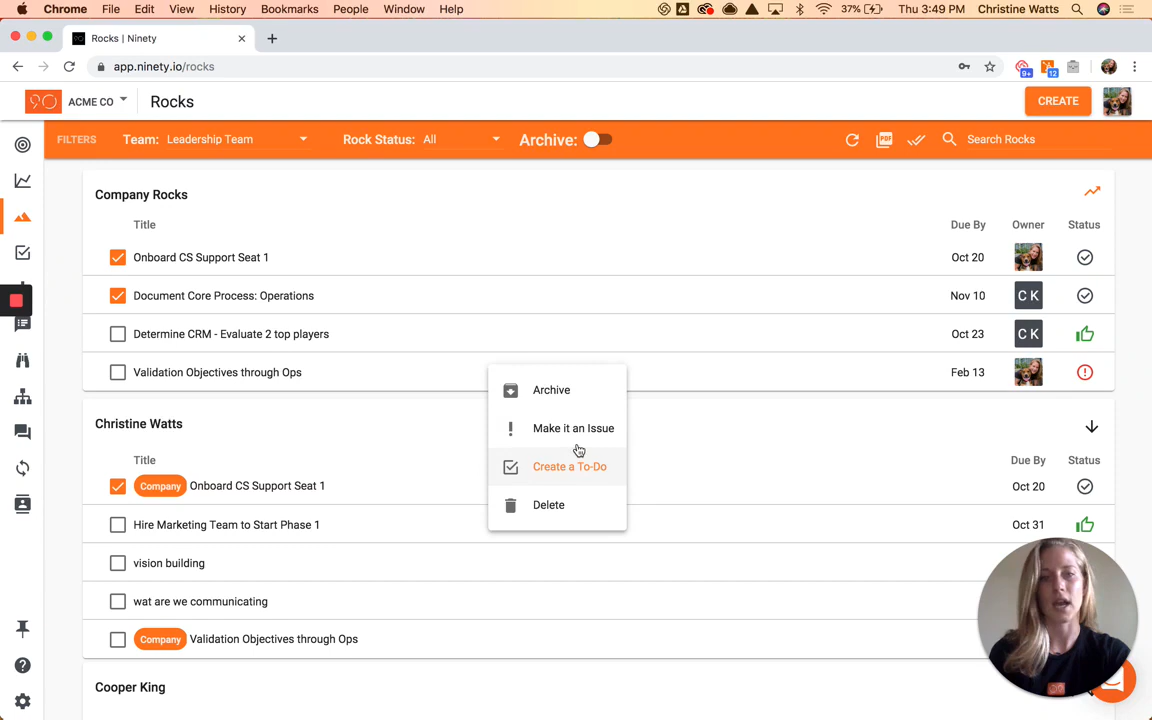 Chrome File Edit View History Bookmarks People Window Help 37% Thu 3:49 PM Christine Watts
Rocks | Ninety
app.ninety.io/rocks
9+ 12
90 ACME CO Rocks CREATE
FILTERS Team: Leadership Team Rock Status: All Archive: PDF Search Rocks
Company Rocks
Title Due By Owner Status
Onboard CS Support Seat 1 Oct 20
Document Core Process: Operations Nov 10 C K
Determine CRM - Evaluate 2 top players Oct 23 C K
Validation Objectives through Ops Feb 13
Archive
Make it an Issue
Create a To-Do
Delete
Christine Watts
Title Due By Status
Company Onboard CS Support Seat 1 Oct 20
Hire Marketing Team to Start Phase 1 Oct 31
vision building
wat are we communicating
Company Validation Objectives through Ops
Cooper King